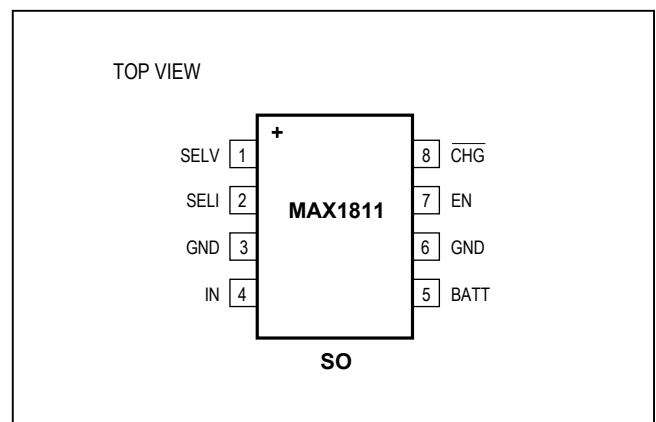 TOP VIEW
+
SELV 1
SELI 2
GND 3
IN 4
MAX1811
8 CHG
7 EN
6 GND
5 BATT
SO